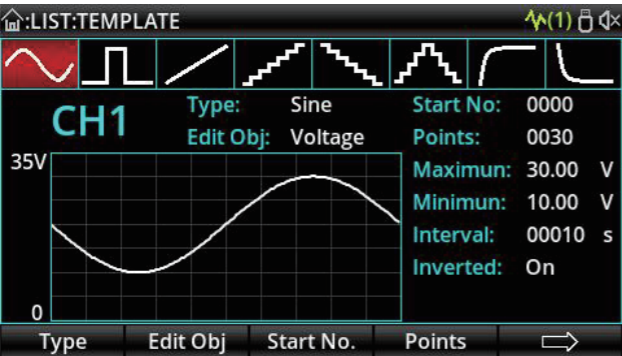 :LIST:TEMPLATE (1)
CH1
Type: Sine
Edit Obj: Voltage
Start No: 0000
Points: 0030
Maximun: 30.00 V
Minimun: 10.00 V
Interval: 00010 s
Inverted: On
35V
0
Type Edit Obj Start No. Points